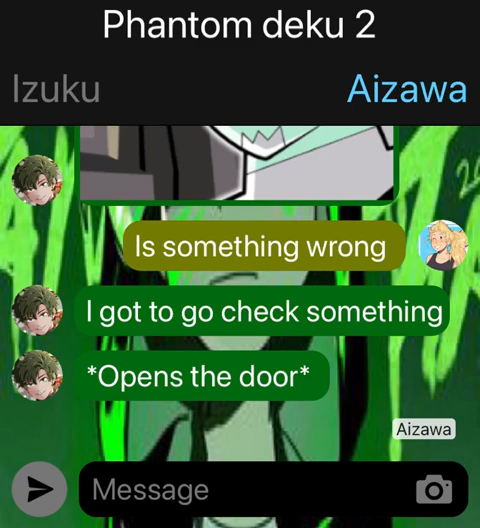 Phantom deku 2
Izuku
Aizawa
Is something wrong
I got to go check something
*Opens the door*
Aizawa
Message